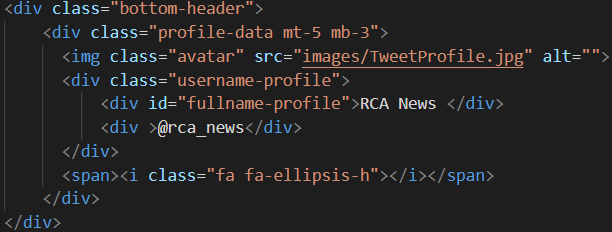 <div class="bottom-header">
<div class="profile-data mt-5 mb-3">
<img class="avatar" src="images/TweetProfile.jpg" alt="">
<div class="username-profile">
<div id="fullname-profile">RCA News </div>
<div >@rca_news</div>
</div>
<span><i class="fa fa-ellipsis-h"></i></span>
</div>
</div>